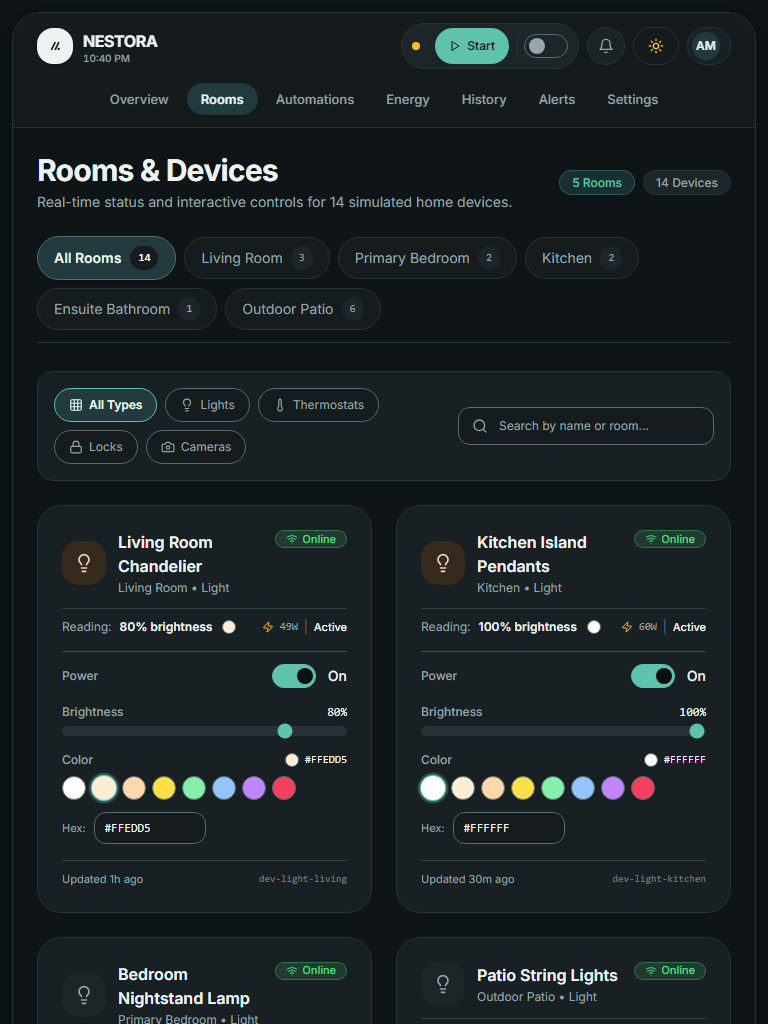 NESTORA
10:40 PM
Start
AM
Overview Rooms Automations Energy History Alerts Settings
Rooms & Devices
Real-time status and interactive controls for 14 simulated home devices.
5 Rooms
14 Devices
All Rooms 14
Living Room 3
Primary Bedroom 2
Kitchen 2
Ensuite Bathroom 1
Outdoor Patio 6
All Types
Lights
Thermostats
Locks
Cameras
Search by name or room...
Living Room
Chandelier
Living Room • Light
Online
Reading: 80% brightness
49W | Active
Power
On
Brightness
80%
Color
#FFEDD5
Hex: #FFEDD5
Updated 1h ago
dev-light-living
Kitchen Island
Pendants
Kitchen • Light
Online
Reading: 100% brightness
60W | Active
Power
On
Brightness
100%
Color
#FFFFFF
Hex: #FFFFFF
Updated 30m ago
dev-light-kitchen
Bedroom
Nightstand Lamp
Primary Bedroom • Light
Online
Patio String Lights
Outdoor Patio • Light
Online